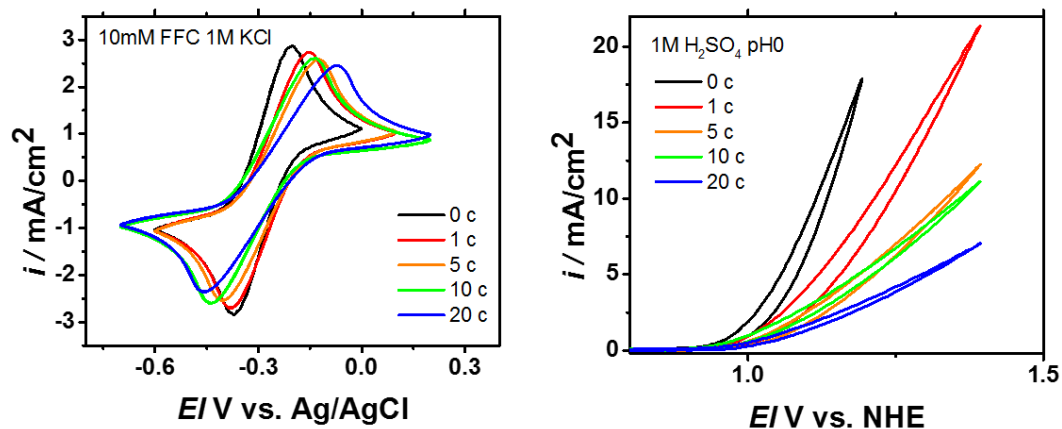 10mM FFC 1M KCl
3
2
1
0
-1
-2
-3
i / mA/cm²
0 c
1 c
5 c
10 c
20 c
-0.6
-0.3
0.0
0.3
E/ V vs. Ag/AgCl
1M H₂SO₄ pH0
20
15
10
5
0
i / mA/cm²
0 c
1 c
5 c
10 c
20 c
1.0
1.5
E/ V vs. NHE